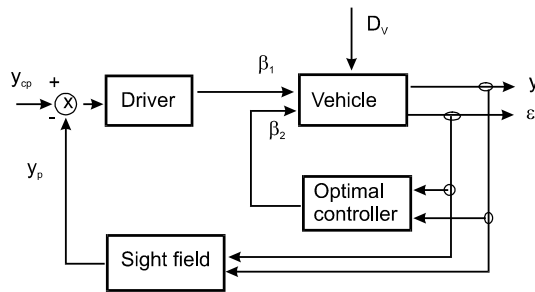 D_V
y_cp
+
x
-
Driver
β_1
β_2
Vehicle
y
ε
y_p
Optimal
controller
Sight field